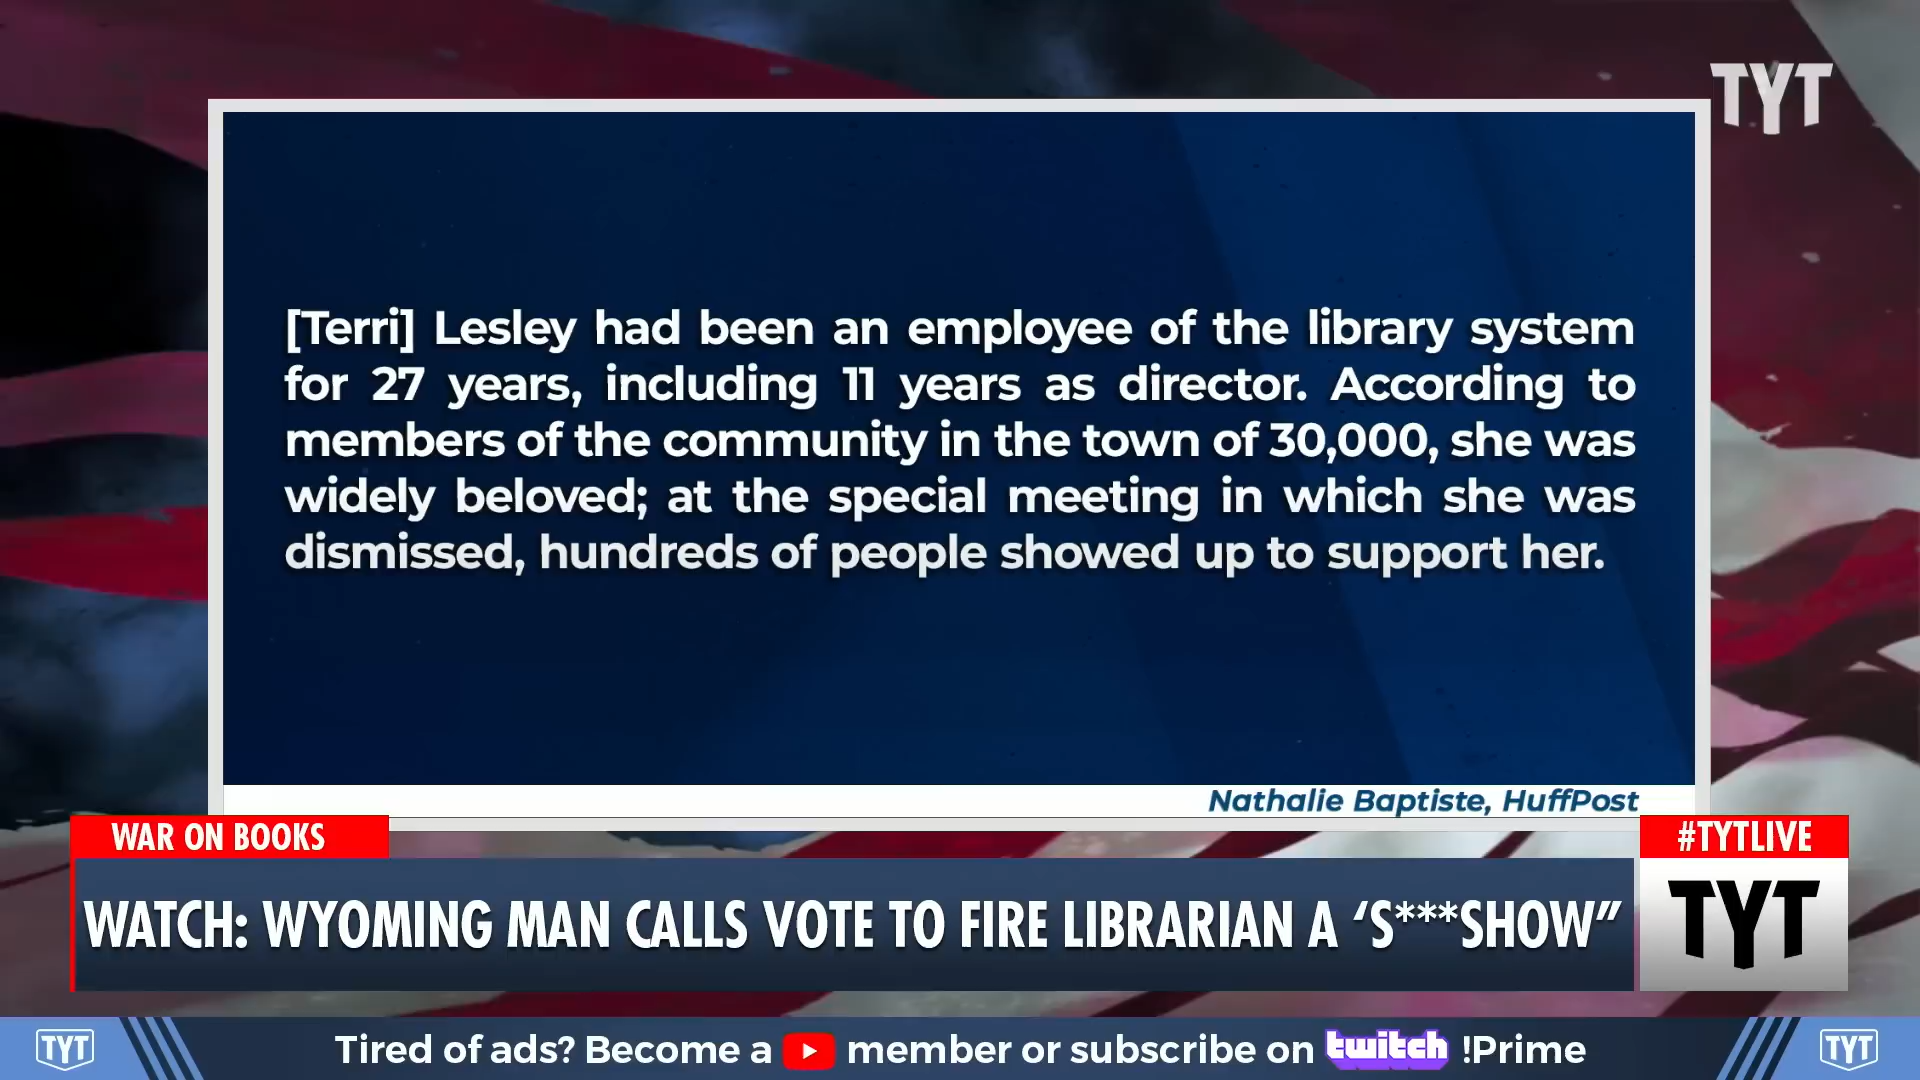 TYT
[Terri] Lesley had been an employee of the library system
for 27 years, including 11 years as director. According to
members of the community in the town of 30,000, she was
widely beloved; at the special meeting in which she was
dismissed, hundreds of people showed up to support her.
Nathalie Baptiste, HuffPost
WAR ON BOOKS
#TYTLIVE
WATCH: WYOMING MAN CALLS VOTE TO FIRE LIBRARIAN A ‘S***SHOW”
TYT
TYT
Tired of ads? Become a member or subscribe on twitch !Prime
TYT